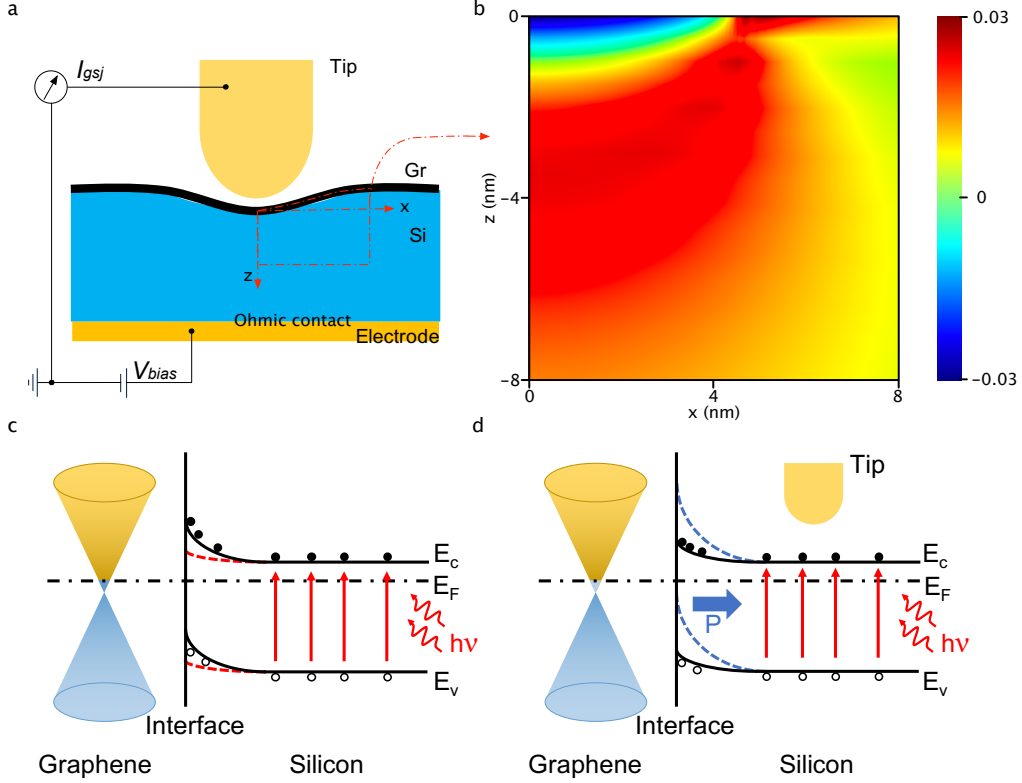 a
I_gsj
Tip
Gr
x
Si
z
Ohmic contact
Electrode
V_bias
b
0
−4
−8
z (nm)
0
4
8
x (nm)
0.03
0
−0.03
c
E_c
E_F
hν
E_v
Interface
Graphene
Silicon
d
Tip
E_c
E_F
P
hν
E_v
Interface
Graphene
Silicon